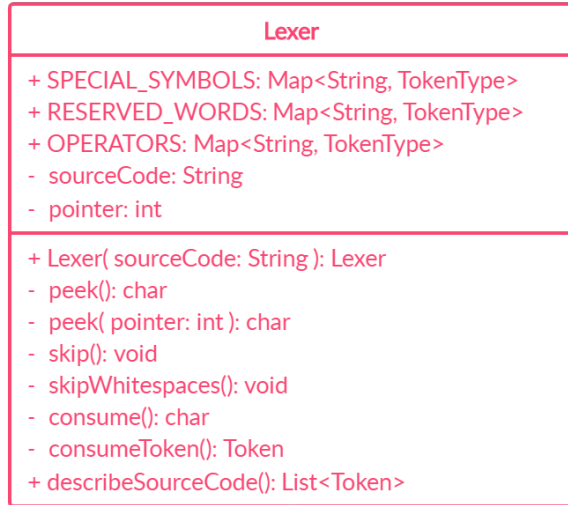 Lexer
+ SPECIAL_SYMBOLS: Map<String, TokenType>
+ RESERVED_WORDS: Map<String, TokenType>
+ OPERATORS: Map<String, TokenType>
- sourceCode: String
- pointer: int
+ Lexer( sourceCode: String ): Lexer
- peek(): char
- peek( pointer: int ): char
- skip(): void
- skipWhitespaces(): void
- consume(): char
- consumeToken(): Token
+ describeSourceCode(): List<Token>